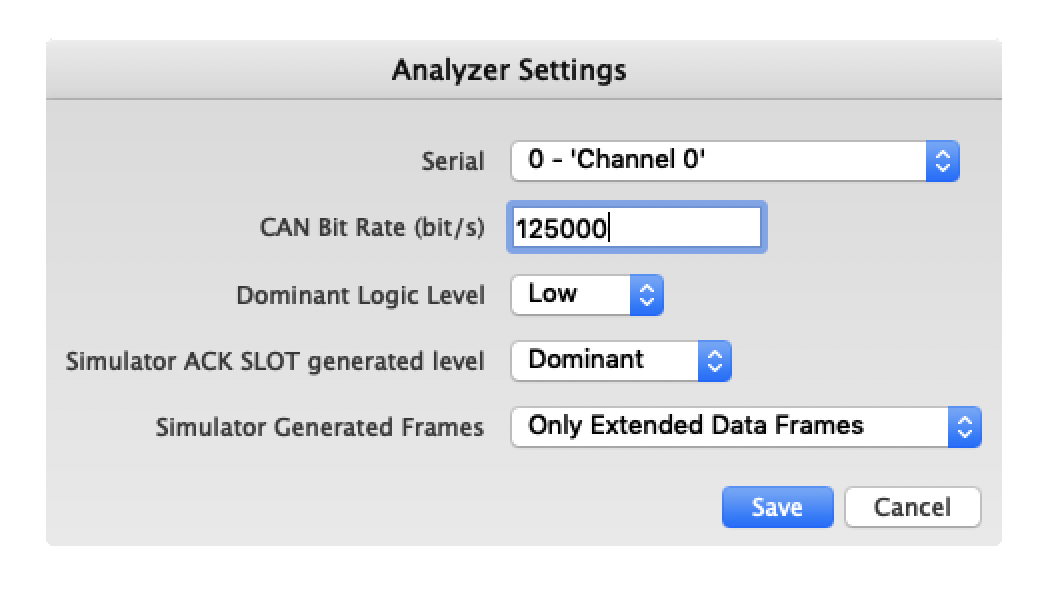 Analyzer Settings
Serial 0 - 'Channel 0'
CAN Bit Rate (bit/s) 125000
Dominant Logic Level Low
Simulator ACK SLOT generated level Dominant
Simulator Generated Frames Only Extended Data Frames
Save Cancel